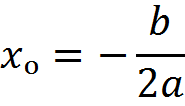 xₒ = −b/2a